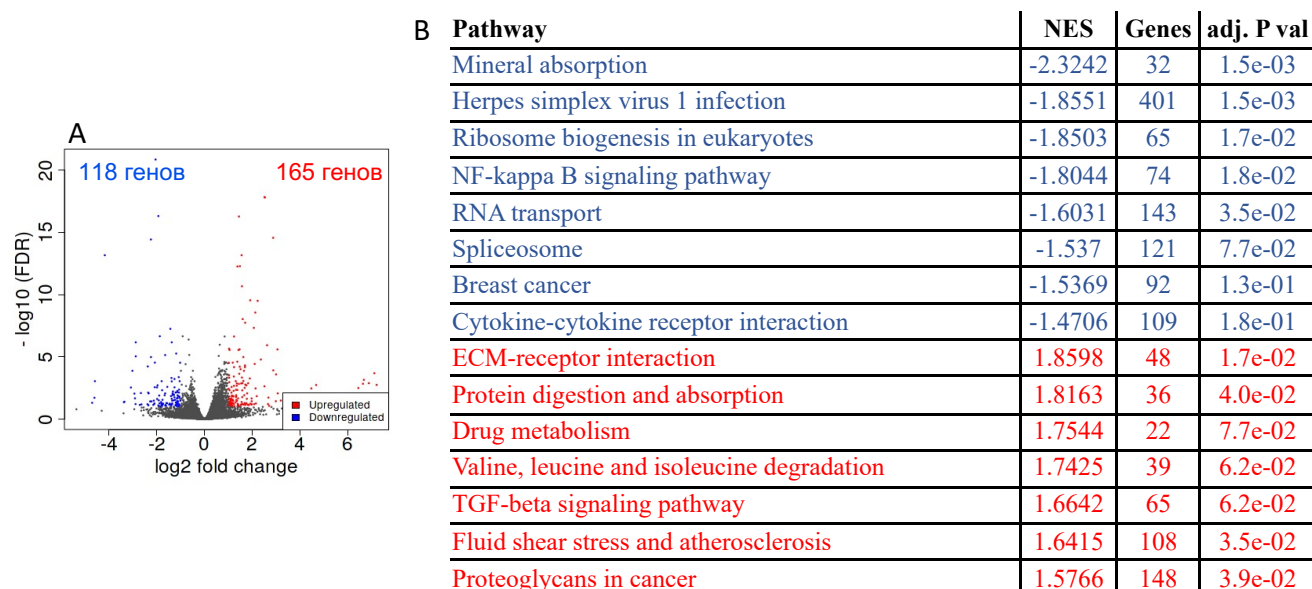 A
118 генов 165 генов
20
15
10
5
0
- log10 (FDR)
Upregulated
Downregulated
-4 -2 0 2 4 6
log2 fold change
B
Pathway NES Genes adj. P val
Mineral absorption -2.3242 32 1.5e-03
Herpes simplex virus 1 infection -1.8551 401 1.5e-03
Ribosome biogenesis in eukaryotes -1.8503 65 1.7e-02
NF-kappa B signaling pathway -1.8044 74 1.8e-02
RNA transport -1.6031 143 3.5e-02
Spliceosome -1.537 121 7.7e-02
Breast cancer -1.5369 92 1.3e-01
Cytokine-cytokine receptor interaction -1.4706 109 1.8e-01
ECM-receptor interaction 1.8598 48 1.7e-02
Protein digestion and absorption 1.8163 36 4.0e-02
Drug metabolism 1.7544 22 7.7e-02
Valine, leucine and isoleucine degradation 1.7425 39 6.2e-02
TGF-beta signaling pathway 1.6642 65 6.2e-02
Fluid shear stress and atherosclerosis 1.6415 108 3.5e-02
Proteoglycans in cancer 1.5766 148 3.9e-02